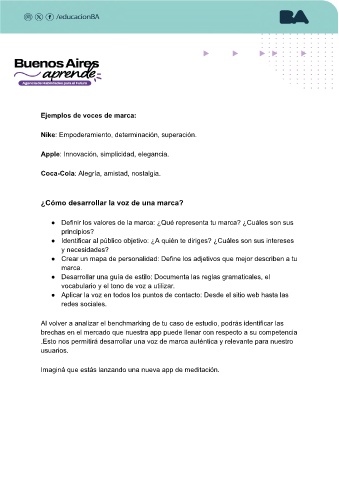 /educacionBA
BA
Buenos Aires
aprende
Agencia de Habilidades para el Futuro
Ejemplos de voces de marca:
Nike: Empoderamiento, determinación, superación.
Apple: Innovación, simplicidad, elegancia.
Coca-Cola: Alegría, amistad, nostalgia.
¿Cómo desarrollar la voz de una marca?
● Definir los valores de la marca: ¿Qué representa tu marca? ¿Cuáles son sus
principios?
● Identificar al público objetivo: ¿A quién te diriges? ¿Cuáles son sus intereses
y necesidades?
● Crear un mapa de personalidad: Define los adjetivos que mejor describen a tu
marca.
● Desarrollar una guía de estilo: Documenta las reglas gramaticales, el
vocabulario y el tono de voz a utilizar.
● Aplicar la voz en todos los puntos de contacto: Desde el sitio web hasta las
redes sociales.
Al volver a analizar el benchmarking de tu caso de estudio, podrás identificar las
brechas en el mercado que nuestra app puede llenar con respecto a su competencia
.Esto nos permitirá desarrollar una voz de marca auténtica y relevante para nuestro
usuarios.
Imaginá que estás lanzando una nueva app de meditación.